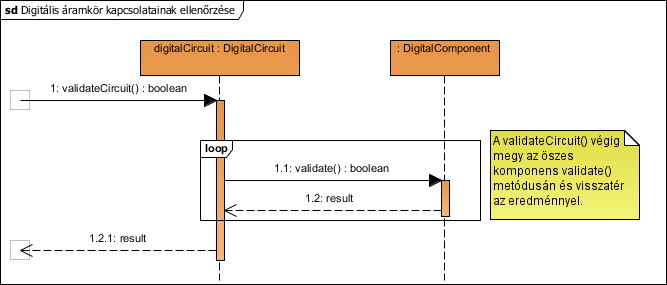 sd Digitális áramkör kapcsolatainak ellenőrzése
digitalCircuit : DigitalCircuit
: DigitalComponent
1: validateCircuit() : boolean
loop
1.1: validate() : boolean
1.2: result
1.2.1: result
A validateCircuit() végig
megy az öszes
komponens validate()
metódusán és visszatér
az eredménnyel.